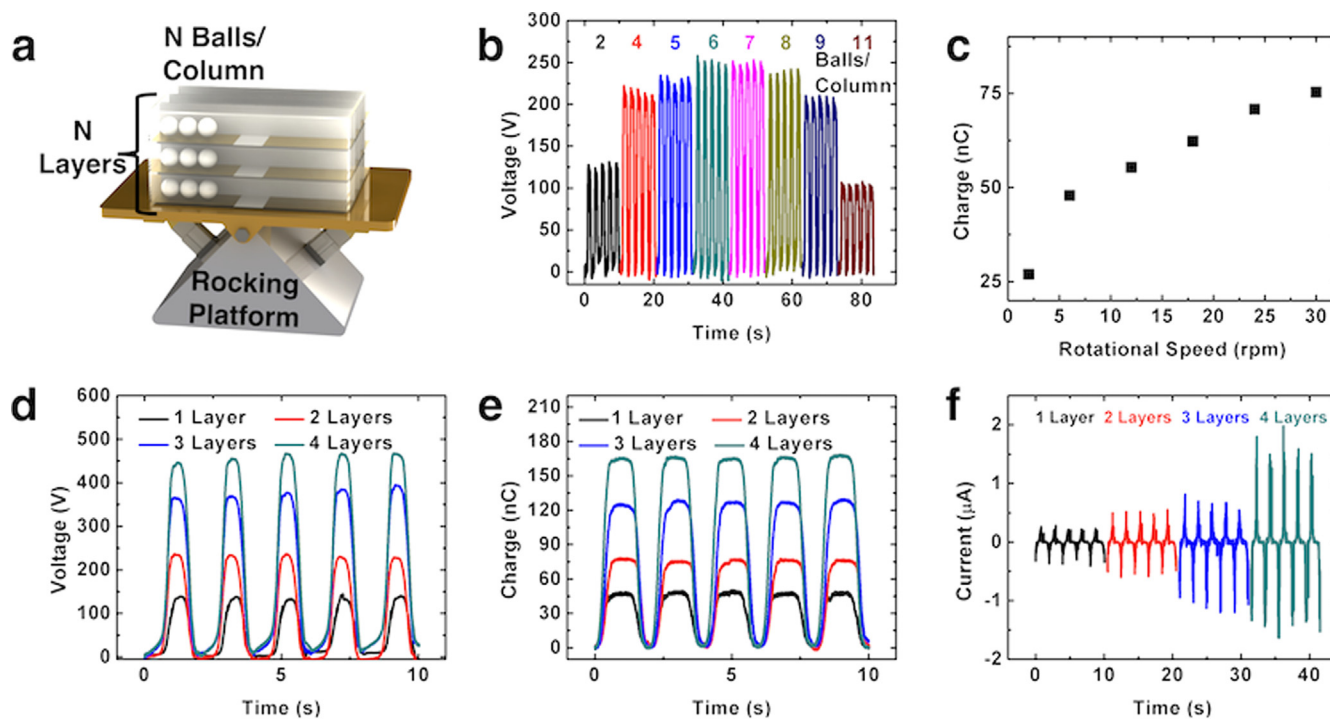 a
N Balls/
Column
N
Layers
Rocking
Platform
b
300
250
200
150
100
50
0
Voltage (V)
2 4 5 6 7 8 9 11
Balls/
Column
0 20 40 60 80
Time (s)
c
75
50
25
Charge (nC)
0 5 10 15 20 25 30
Rotational Speed (rpm)
d
600
500
400
300
200
100
0
Voltage (V)
1 Layer 2 Layers
3 Layers 4 Layers
0 5 10
Time (s)
e
210
180
150
120
90
60
30
0
Charge (nC)
1 Layer 2 Layers
3 Layers 4 Layers
0 5 10
Time (s)
f
2
1
0
-1
-2
Current (μA)
1 Layer 2 Layers 3 Layers 4 Layers
0 10 20 30 40
Time (s)